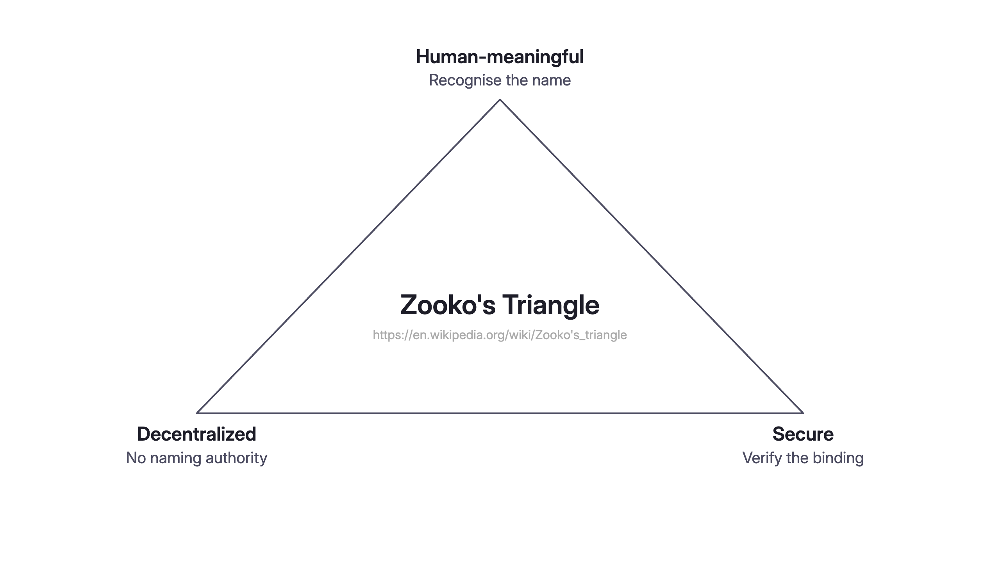 Human-meaningful
Recognise the name
Zooko's Triangle
https://en.wikipedia.org/wiki/Zooko's_triangle
Decentralized
No naming authority
Secure
Verify the binding